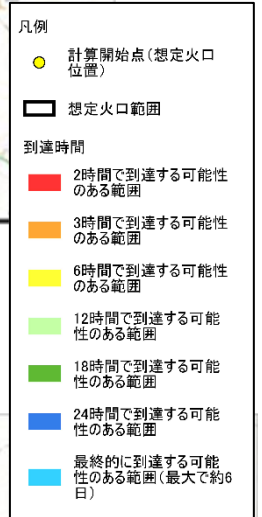 凡例
計算開始点(想定火口
位置)
想定火口範囲
到達時間
2時間で到達する可能性
のある範囲
3時間で到達する可能性
のある範囲
6時間で到達する可能性
のある範囲
12時間で到達する可能
性のある範囲
18時間で到達する可能
性のある範囲
24時間で到達する可能
性のある範囲
最終的に到達する可能
性のある範囲(最大で約6
日)